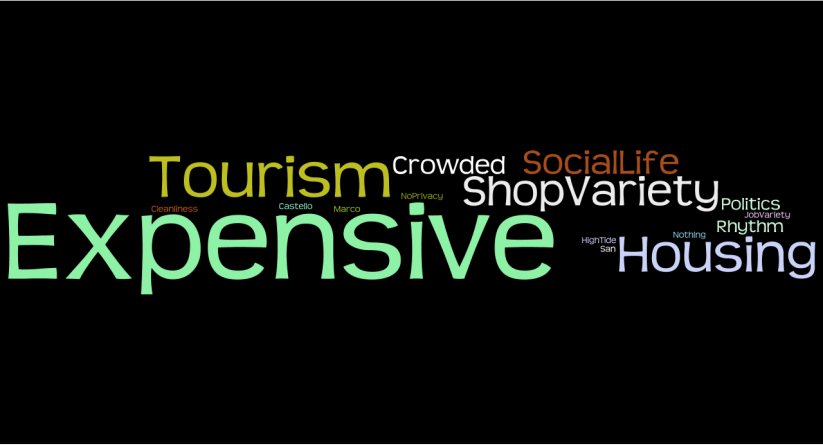 Tourism Crowded SocialLife
ShopVariety
NoPrivacy
Cleanliness Castello Marco Politics
JobVariety
Expensive Rhythm
Nothing
HighTide
San Housing